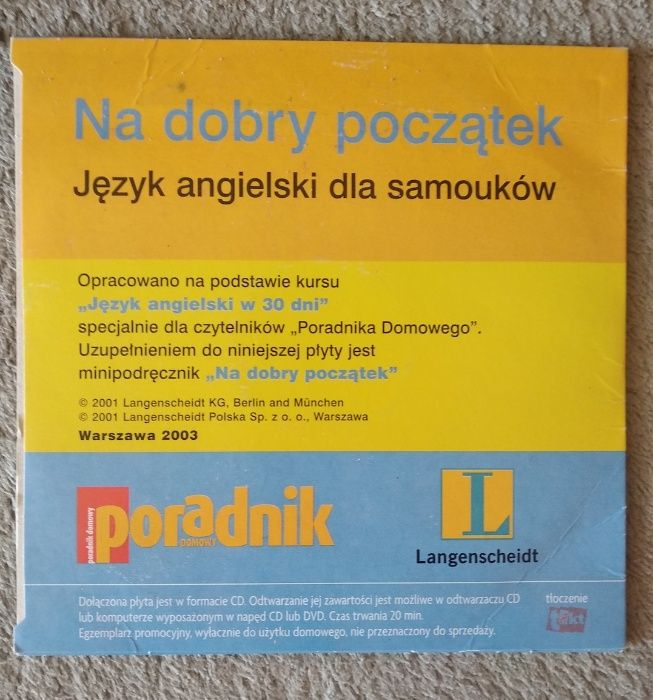 Na dobry początek
Język angielski dla samouków
Opracowano na podstawie kursu
„Język angielski w 30 dni”
specjalnie dla czytelników „Poradnika Domowego”.
Uzupełnieniem do niniejszej płyty jest
minipodręcznik „Na dobry początek”
© 2001 Langenscheidt KG, Berlin and München
© 2001 Langenscheidt Polska Sp. z o. o., Warszawa
Warszawa 2003
poradnik domowy
poradnik
DOMOWY
L
Langenscheidt
Dołączona płyta jest w formacie CD. Odtwarzanie jej zawartości jest możliwe w odtwarzaczu CD
lub komputerze wyposażonym w napęd CD lub DVD. Czas trwania 20 min.
Egzemplarz promocyjny, wyłacznie do użytku domowego, nie przeznaczony do sprzedaży.
tłoczenie
takt